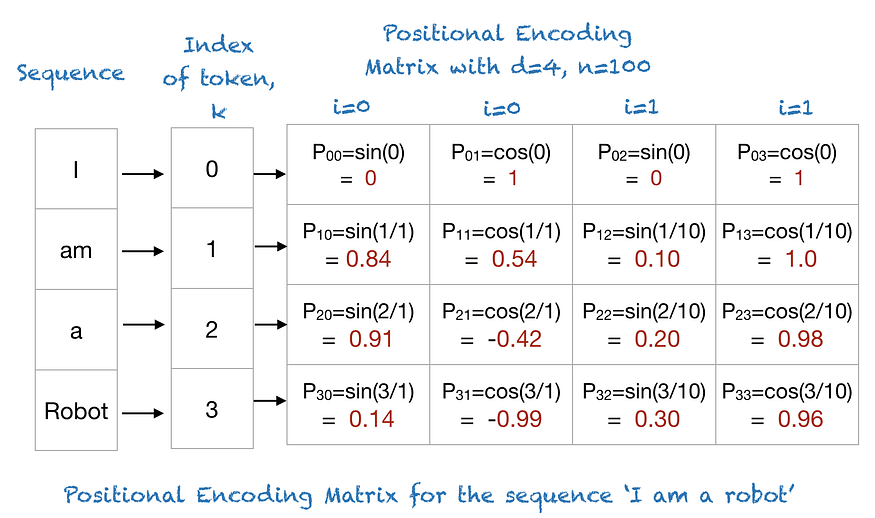 Positional Encoding
Matrix with d=4, n=100
Sequence
Index
of token,
k
i=0 i=0 i=1 i=1
I 0 P₀₀=sin(0) P₀₁=cos(0) P₀₂=sin(0) P₀₃=cos(0)
= 0 = 1 = 0 = 1
am 1 P₁₀=sin(1/1) P₁₁=cos(1/1) P₁₂=sin(1/10) P₁₃=cos(1/10)
= 0.84 = 0.54 = 0.10 = 1.0
a 2 P₂₀=sin(2/1) P₂₁=cos(2/1) P₂₂=sin(2/10) P₂₃=cos(2/10)
= 0.91 = -0.42 = 0.20 = 0.98
Robot 3 P₃₀=sin(3/1) P₃₁=cos(3/1) P₃₂=sin(3/10) P₃₃=cos(3/10)
= 0.14 = -0.99 = 0.30 = 0.96
Positional Encoding Matrix for the sequence ‘I am a robot’